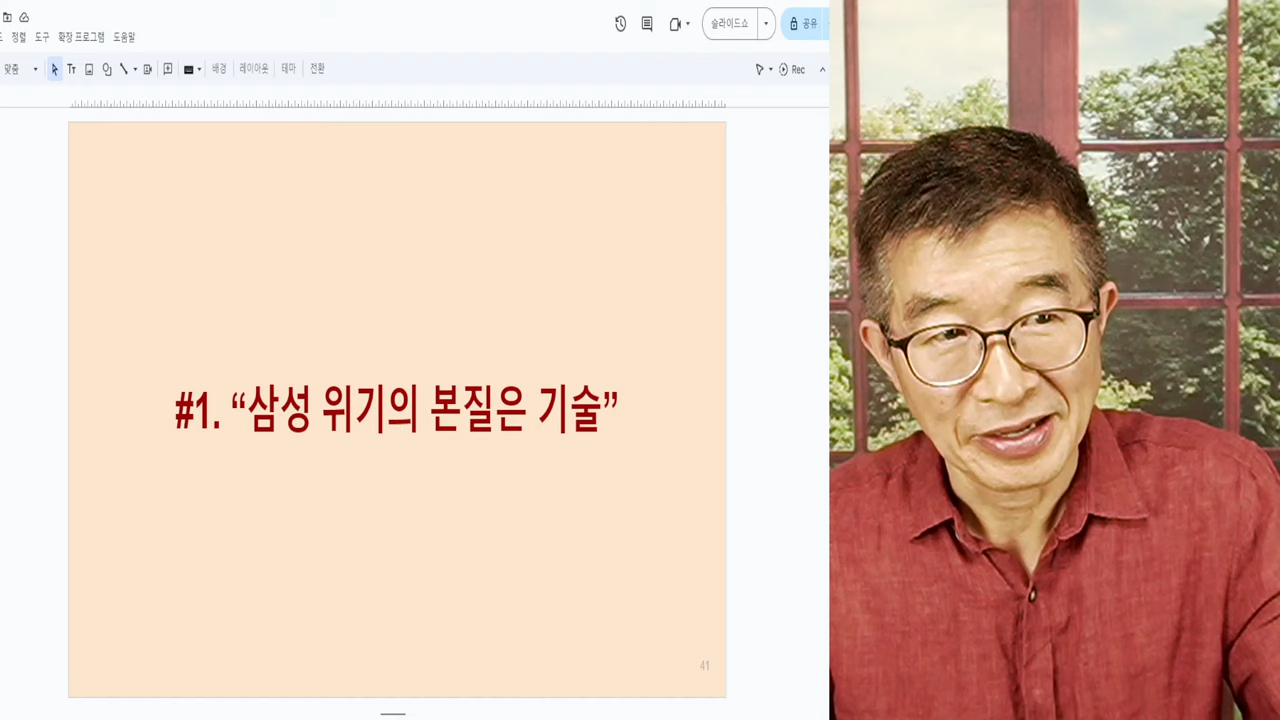 슬라이드쇼
공유
정렬 도구 확장 프로그램 도움말
맞춤
배경 레이아웃 테마 전환
Rec
#1. “삼성 위기의 본질은 기술”
41